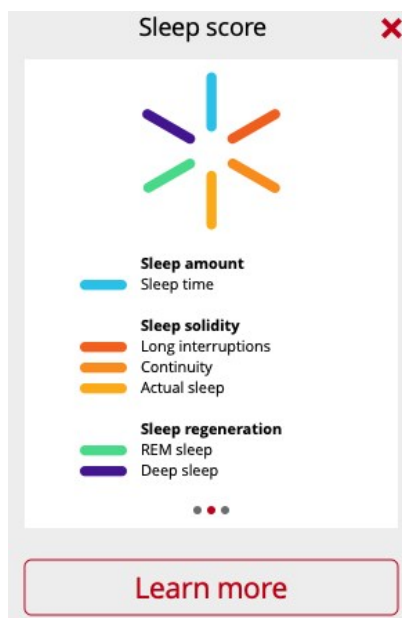 Sleep score
Sleep amount
Sleep time
Sleep solidity
Long interruptions
Continuity
Actual sleep
Sleep regeneration
REM sleep
Deep sleep
Learn more